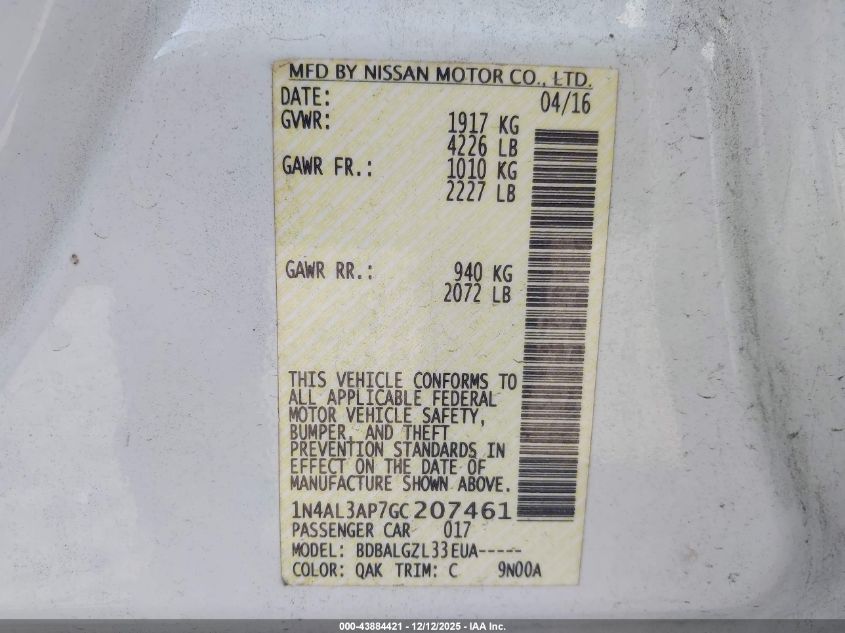 MFD BY NISSAN MOTOR CO., LTD.
DATE: 04/16
GVWR: 1917 KG
4226 LB
GAWR FR.: 1010 KG
2227 LB
GAWR RR.: 940 KG
2072 LB
THIS VEHICLE CONFORMS TO
ALL APPLICABLE FEDERAL
MOTOR VEHICLE SAFETY,
BUMPER, AND THEFT
PREVENTION STANDARDS IN
EFFECT ON THE DATE OF
MANUFACTURE SHOWN ABOVE.
1N4AL3AP7GC207461
PASSENGER CAR 017
MODEL: BDBALGZL33EUA-----
COLOR: QAK TRIM: C 9N00A
000-43884421 - 12/12/2025 - IAA Inc.